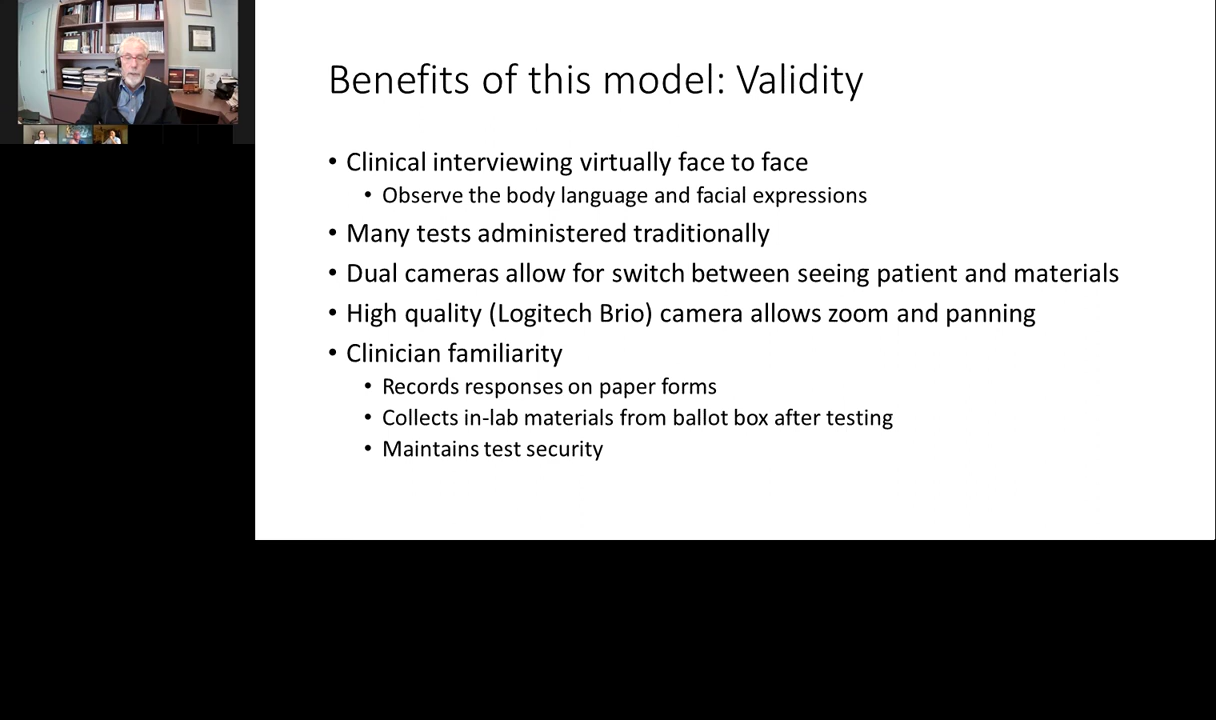 Benefits of this model: Validity
• Clinical interviewing virtually face to face
• Observe the body language and facial expressions
• Many tests administered traditionally
• Dual cameras allow for switch between seeing patient and materials
• High quality (Logitech Brio) camera allows zoom and panning
• Clinician familiarity
• Records responses on paper forms
• Collects in-lab materials from ballot box after testing
• Maintains test security